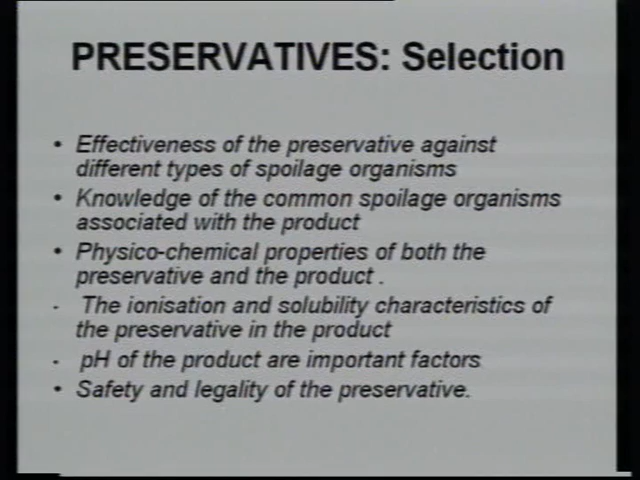 PRESERVATIVES: Selection
• Effectiveness of the preservative against
different types of spoilage organisms
• Knowledge of the common spoilage organisms
associated with the product
• Physico-chemical properties of both the
preservative and the product .
- The ionisation and solubility characteristics of
the preservative in the product
- pH of the product are important factors
• Safety and legality of the preservative.